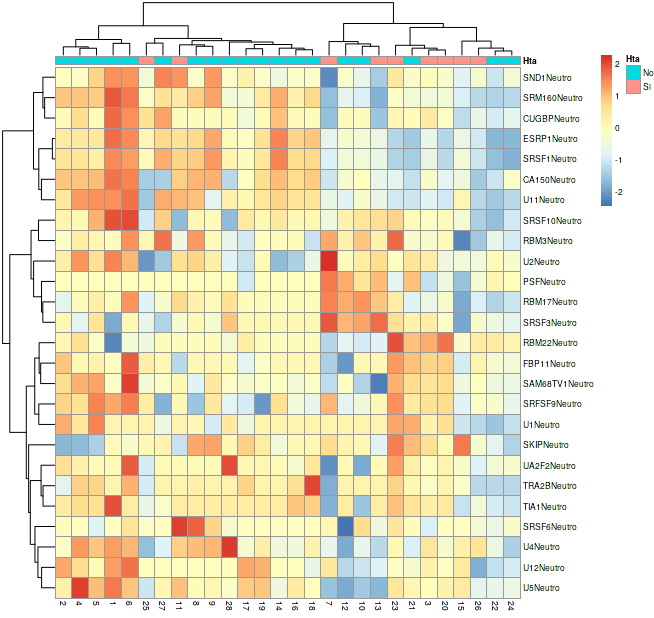 Hta
SND1Neutro
SRM160Neutro
CUGBPNeutro
ESRP1Neutro
SRSF1Neutro
CA150Neutro
U11Neutro
SRSF10Neutro
RBM3Neutro
U2Neutro
PSFNeutro
RBM17Neutro
SRSF3Neutro
RBM22Neutro
FBP11Neutro
SAM68TV1Neutro
SRFSF9Neutro
U1Neutro
SKIPNeutro
UA2F2Neutro
TRA2BNeutro
TIA1Neutro
SRSF6Neutro
U4Neutro
U12Neutro
U5Neutro
2 4 5 1 6 25 27 11 8 9 28 17 19 14 16 18 7 12 10 13 23 21 3 20 15 26 22 24
2
1
0
-1
-2
Hta
No
Si